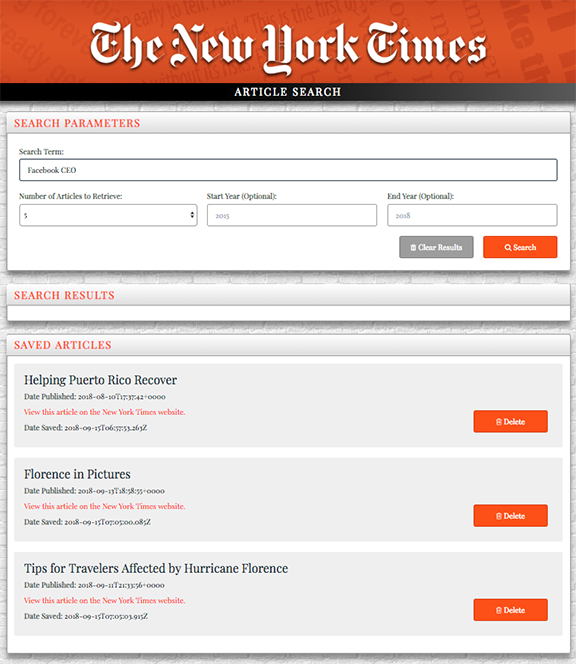 The New York Times
ARTICLE SEARCH
SEARCH PARAMETERS
Search Term:
Facebook CEO
Number of Articles to Retrieve:
Start Year (Optional):
End Year (Optional):
5
2015
2018
Clear Results
Search
SEARCH RESULTS
SAVED ARTICLES
Helping Puerto Rico Recover
Date Published: 2018-08-10T17:37:42+0000
View this article on the New York Times website.
Date Saved: 2018-09-15T06:57:53.263Z
Delete
Florence in Pictures
Date Published: 2018-09-13T18:58:55+0000
View this article on the New York Times website.
Date Saved: 2018-09-15T07:05:00.085Z
Delete
Tips for Travelers Affected by Hurricane Florence
Date Published: 2018-09-11T21:33:56+0000
View this article on the New York Times website.
Date Saved: 2018-09-15T07:05:03.915Z
Delete